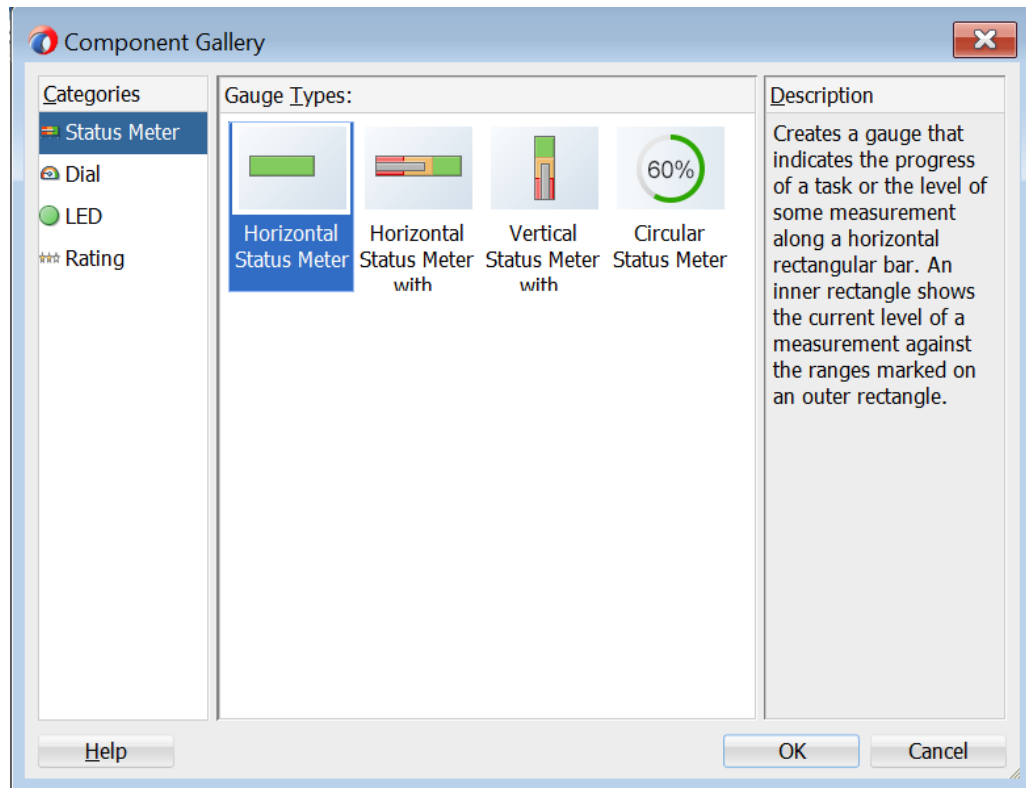 Component Gallery
Categories
Status Meter
Dial
LED
Rating
Gauge Types:
60%
Horizontal
Status Meter
Horizontal
Status Meter
with
Vertical
Status Meter
with
Circular
Status Meter
Description
Creates a gauge that
indicates the progress
of a task or the level of
some measurement
along a horizontal
rectangular bar. An
inner rectangle shows
the current level of a
measurement against
the ranges marked on
an outer rectangle.
Help
OK
Cancel